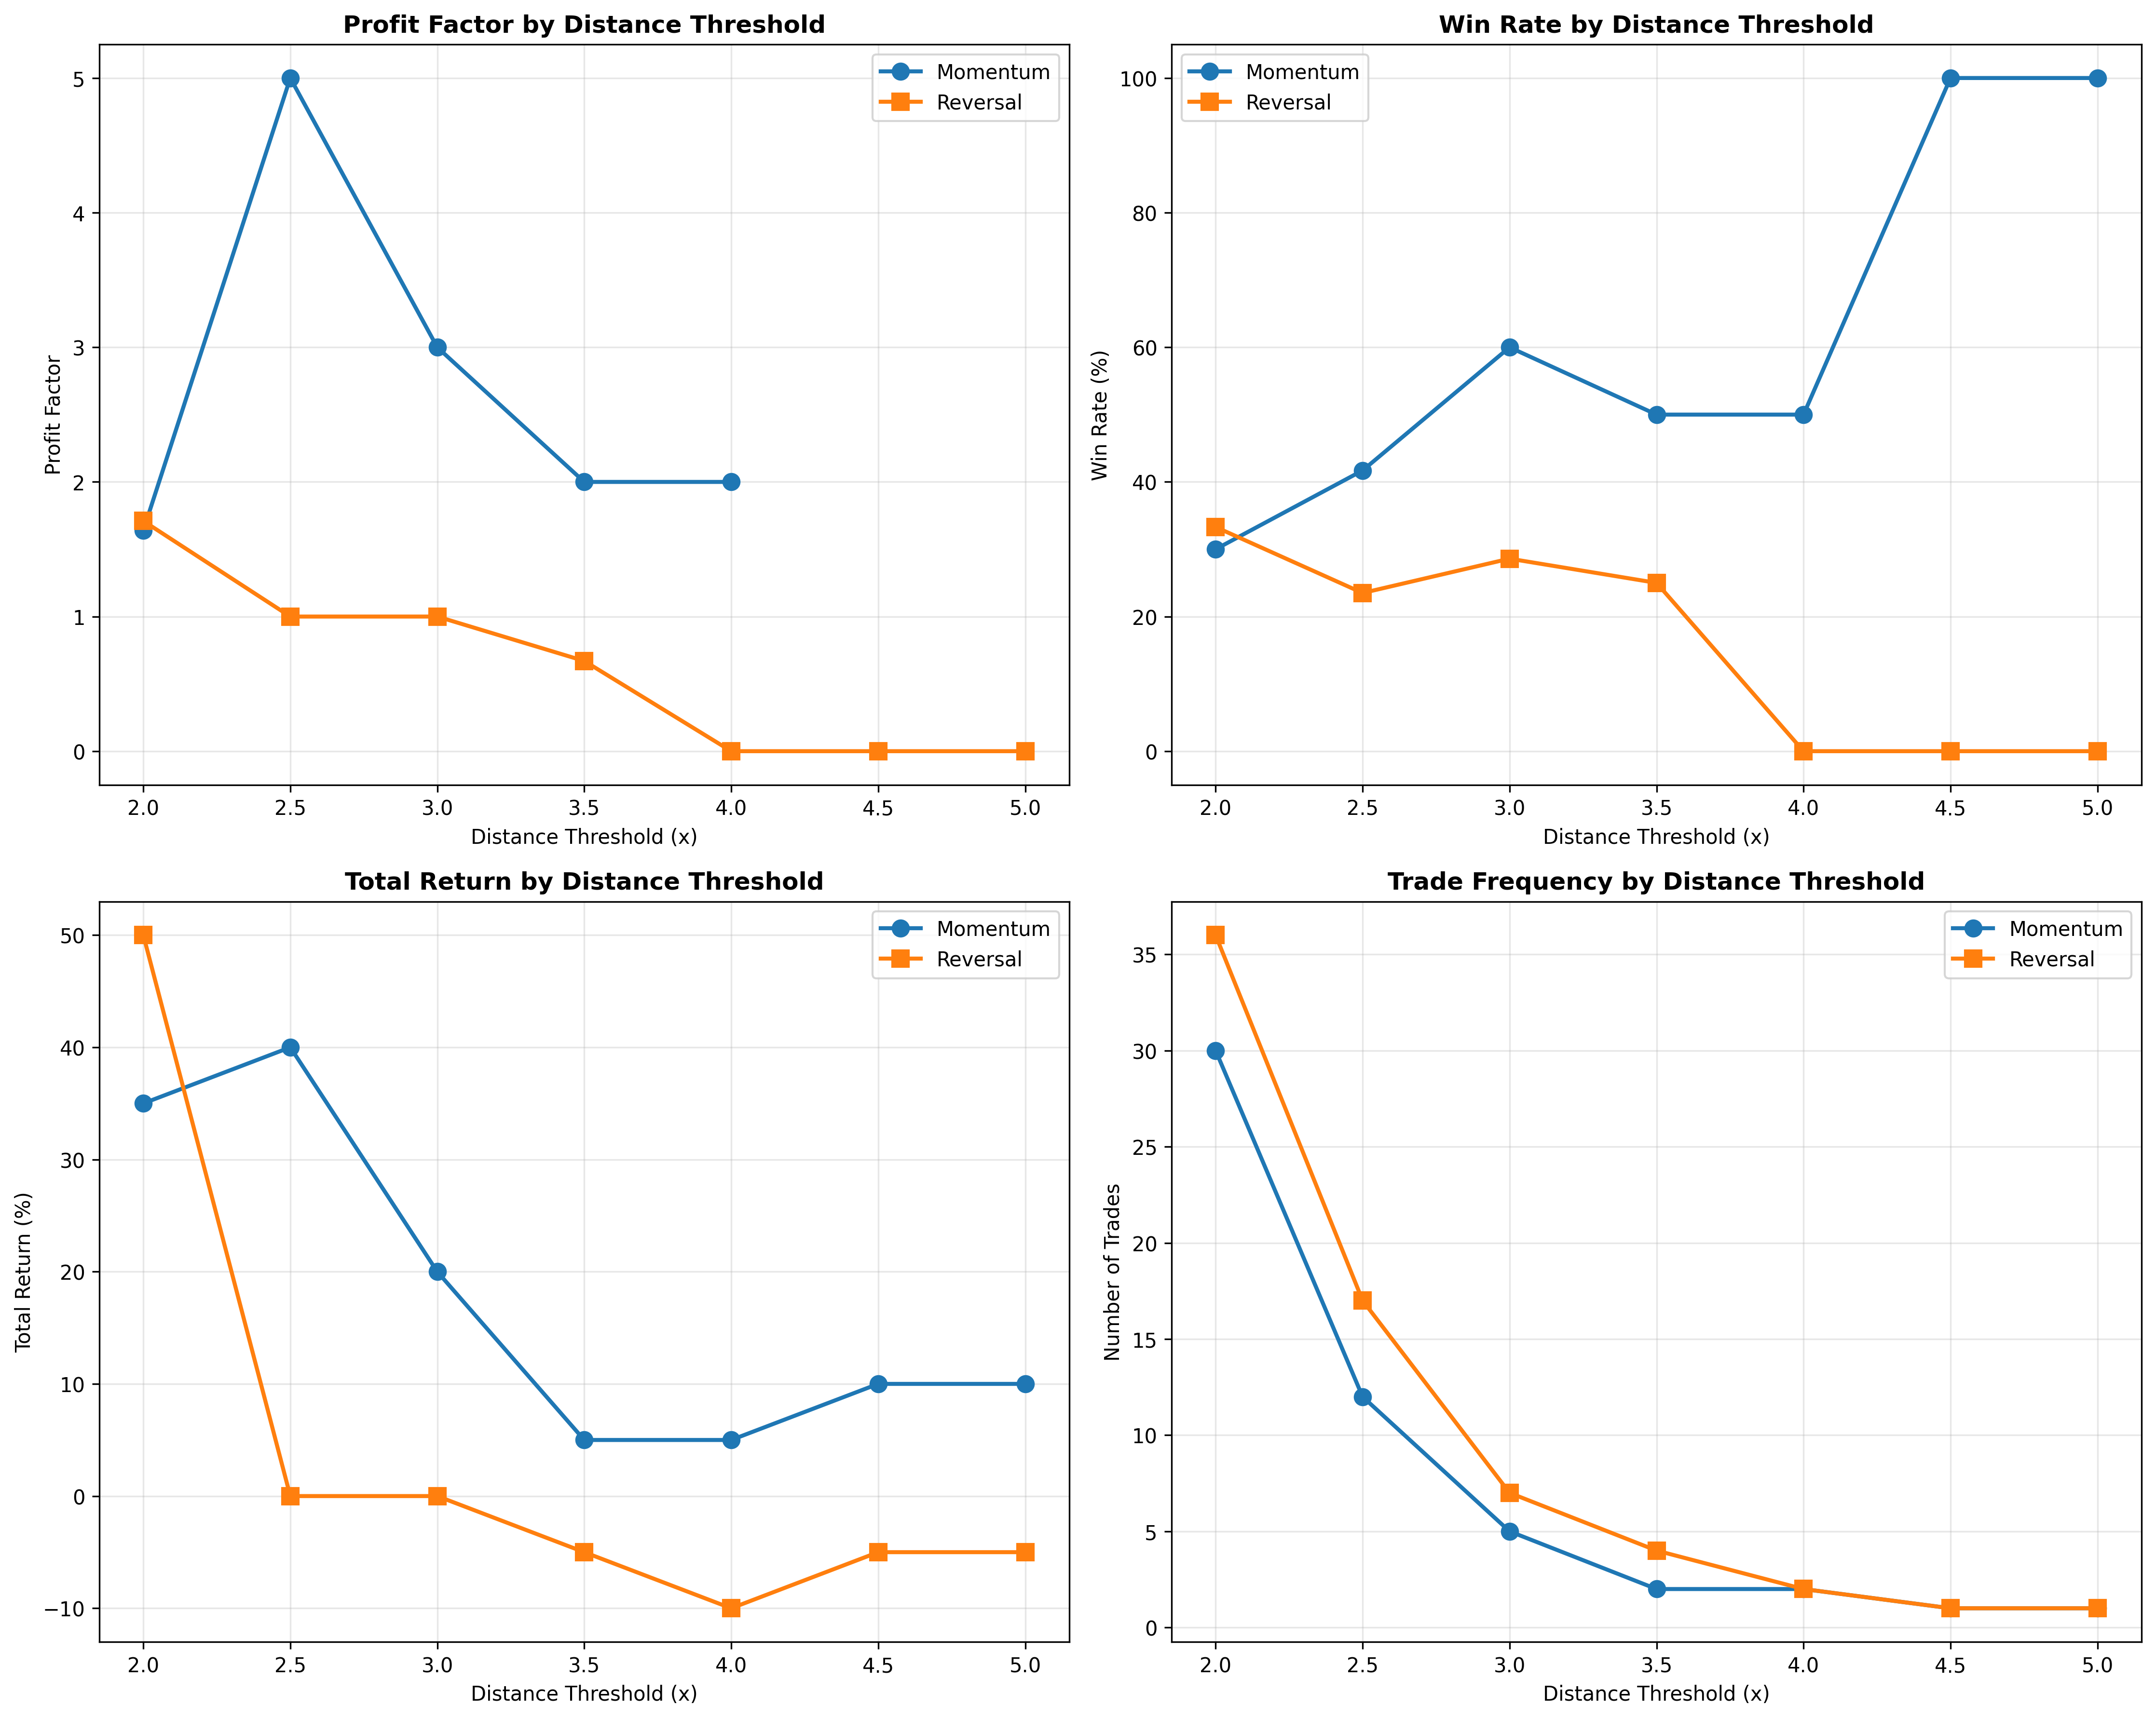 Profit Factor by Distance Threshold
Momentum
Reversal
5
4
3
2
1
0
Profit Factor
2.0 2.5 3.0 3.5 4.0 4.5 5.0
Distance Threshold (x)
Win Rate by Distance Threshold
Momentum
Reversal
100
80
60
40
20
0
Win Rate (%)
2.0 2.5 3.0 3.5 4.0 4.5 5.0
Distance Threshold (x)
Total Return by Distance Threshold
Momentum
Reversal
50
40
30
20
10
0
−10
Total Return (%)
2.0 2.5 3.0 3.5 4.0 4.5 5.0
Distance Threshold (x)
Trade Frequency by Distance Threshold
Momentum
Reversal
35
30
25
20
15
10
5
0
Number of Trades
2.0 2.5 3.0 3.5 4.0 4.5 5.0
Distance Threshold (x)